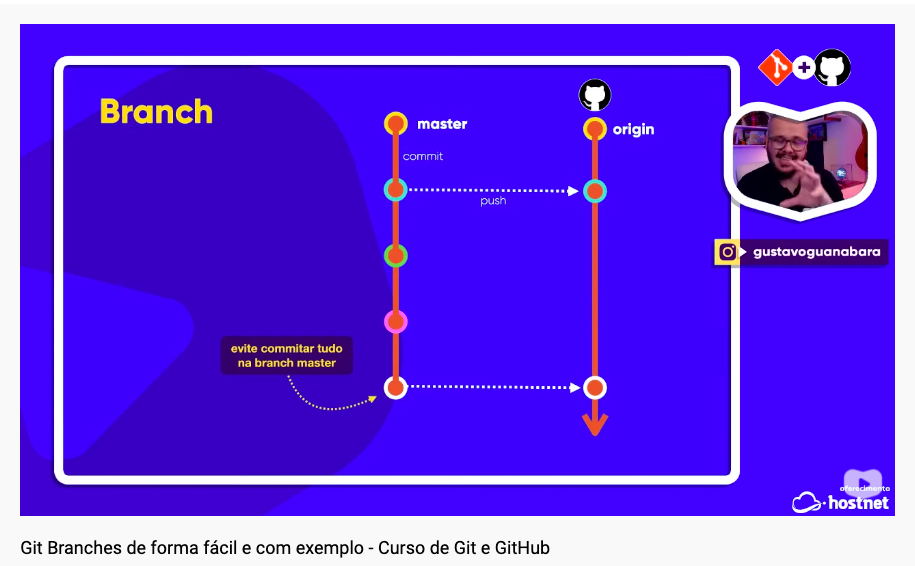 Branch
master
origin
commit
push
gustavoguanabara
evite commitar tudo
na branch master
oferecimento
hostnet
Git Branches de forma fácil e com exemplo - Curso de Git e GitHub